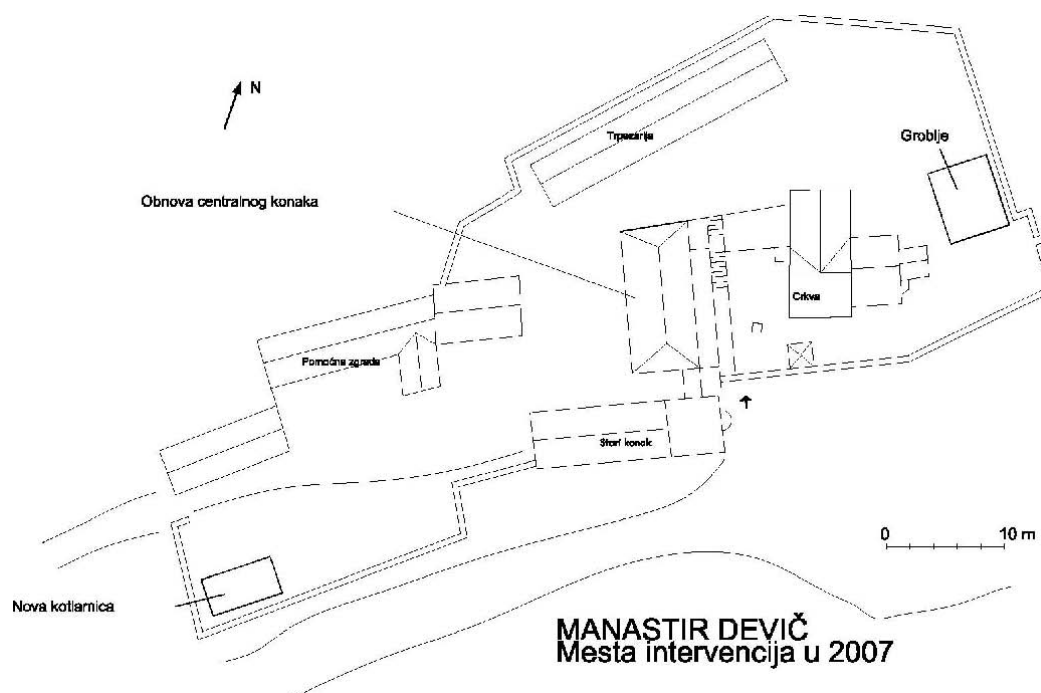 N
Trpezarija
Groblje
Obnova centralnog konaka
Crkva
Pomoćna zgrada
Stari konak
0 10 m
Nova kotlarnica
MANASTIR DEVIČ
Mesta intervencija u 2007